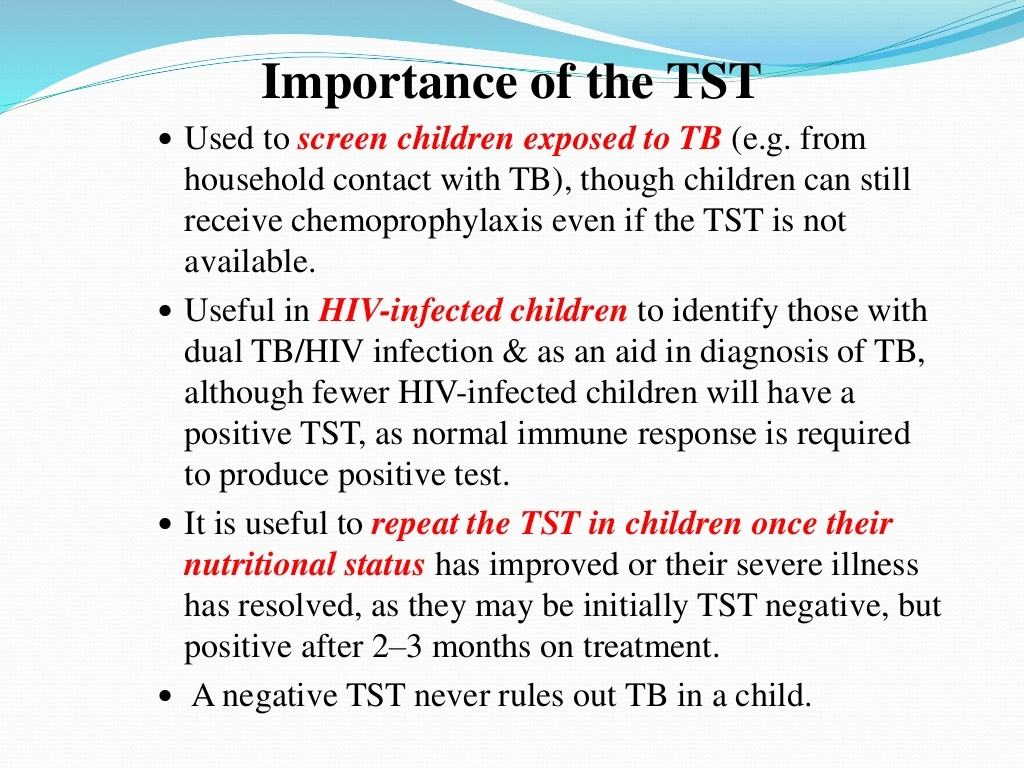 Importance of the TST
• Used to screen children exposed to TB (e.g. from
household contact with TB), though children can still
receive chemoprophylaxis even if the TST is not
available.
• Useful in HIV-infected children to identify those with
dual TB/HIV infection & as an aid in diagnosis of TB,
although fewer HIV-infected children will have a
positive TST, as normal immune response is required
to produce positive test.
• It is useful to repeat the TST in children once their
nutritional status has improved or their severe illness
has resolved, as they may be initially TST negative, but
positive after 2–3 months on treatment.
• A negative TST never rules out TB in a child.